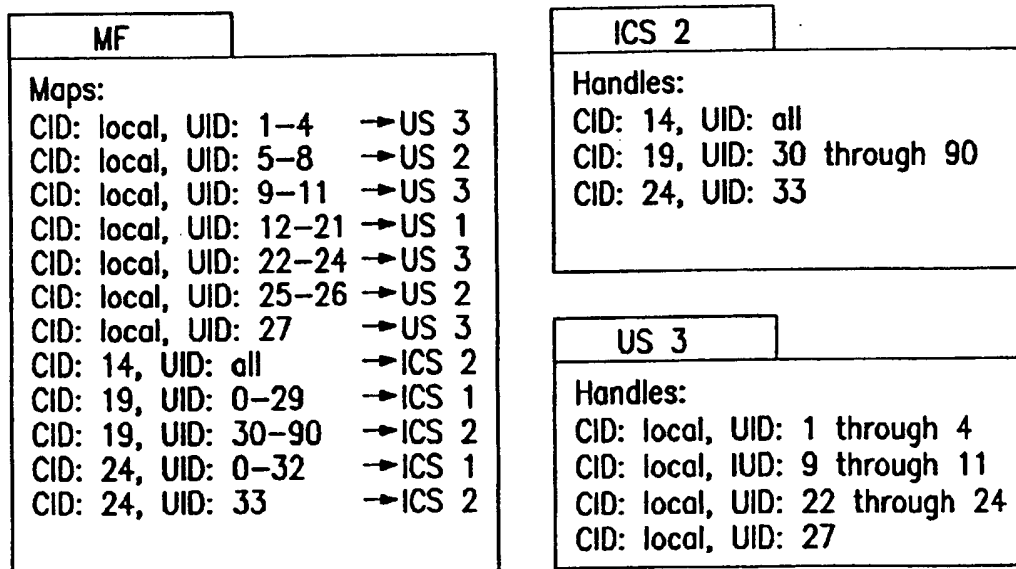 MF
Maps:
CID: local, UID: 1–4 →US 3
CID: local, UID: 5–8 →US 2
CID: local, UID: 9–11 →US 3
CID: local, UID: 12–21 →US 1
CID: local, UID: 22–24 →US 3
CID: local, UID: 25–26 →US 2
CID: local, UID: 27 →US 3
CID: 14, UID: all →ICS 2
CID: 19, UID: 0–29 →ICS 1
CID: 19, UID: 30–90 →ICS 2
CID: 24, UID: 0–32 →ICS 1
CID: 24, UID: 33 →ICS 2
ICS 2
Handles:
CID: 14, UID: all
CID: 19, UID: 30 through 90
CID: 24, UID: 33
US 3
Handles:
CID: local, UID: 1 through 4
CID: local, IUD: 9 through 11
CID: local, UID: 22 through 24
CID: local, UID: 27